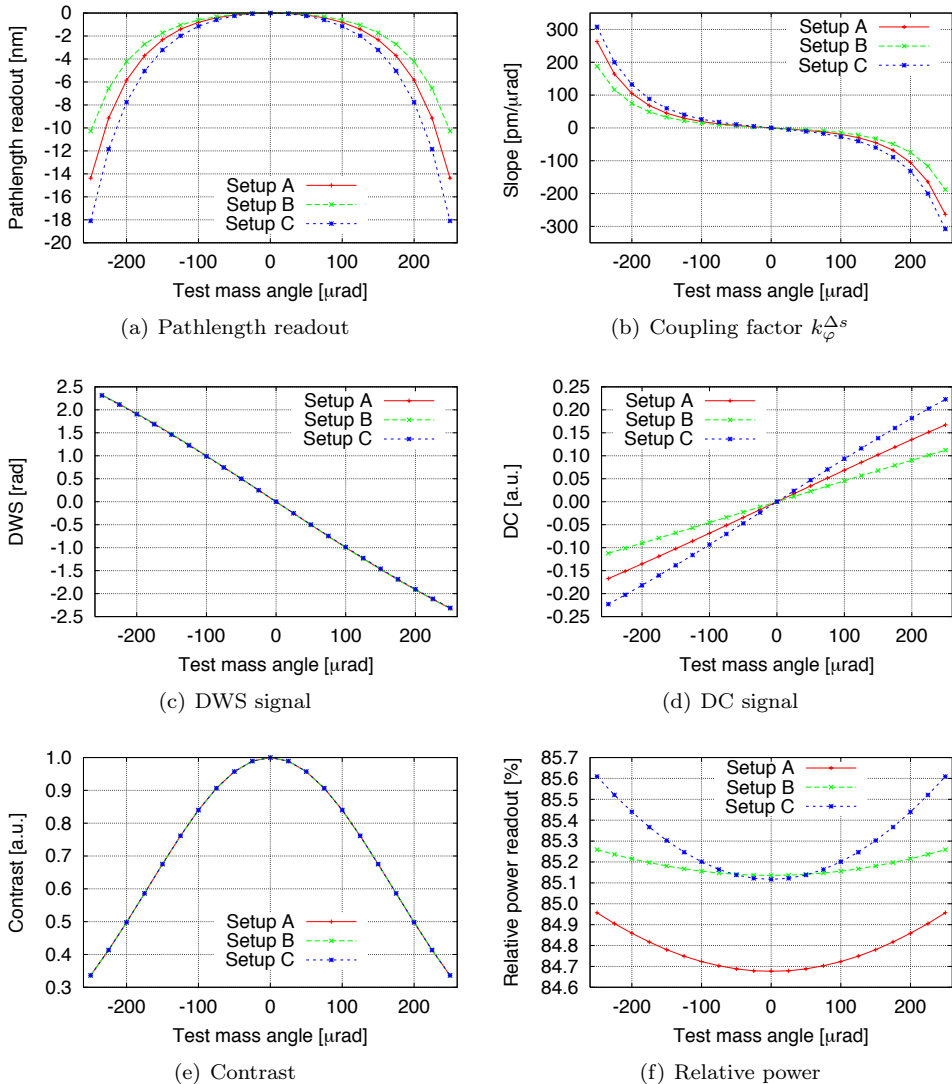 0
-2
-4
-6
-8
-10
-12
-14
-16
-18
-20
Pathlength readout [nm]
Setup A
Setup B
Setup C
-200 -100 0 100 200
Test mass angle [μrad]
(a) Pathlength readout
300
200
100
0
-100
-200
-300
Slope [pm/μrad]
Setup A
Setup B
Setup C
-200 -100 0 100 200
Test mass angle [μrad]
(b) Coupling factor $k_{\varphi}^{\Delta s}$
2.5
2.0
1.5
1.0
0.5
0.0
-0.5
-1.0
-1.5
-2.0
-2.5
DWS [rad]
Setup A
Setup B
Setup C
-200 -100 0 100 200
Test mass angle [μrad]
(c) DWS signal
0.25
0.20
0.15
0.10
0.05
0.00
-0.05
-0.10
-0.15
-0.20
-0.25
DC [a.u.]
Setup A
Setup B
Setup C
-200 -100 0 100 200
Test mass angle [μrad]
(d) DC signal
1.0
0.9
0.8
0.7
0.6
0.5
0.4
0.3
Contrast [a.u.]
Setup A
Setup B
Setup C
-200 -100 0 100 200
Test mass angle [μrad]
(e) Contrast
85.7
85.6
85.5
85.4
85.3
85.2
85.1
85.0
84.9
84.8
84.7
84.6
Relative power readout [%]
Setup A
Setup B
Setup C
-200 -100 0 100 200
Test mass angle [μrad]
(f) Relative power